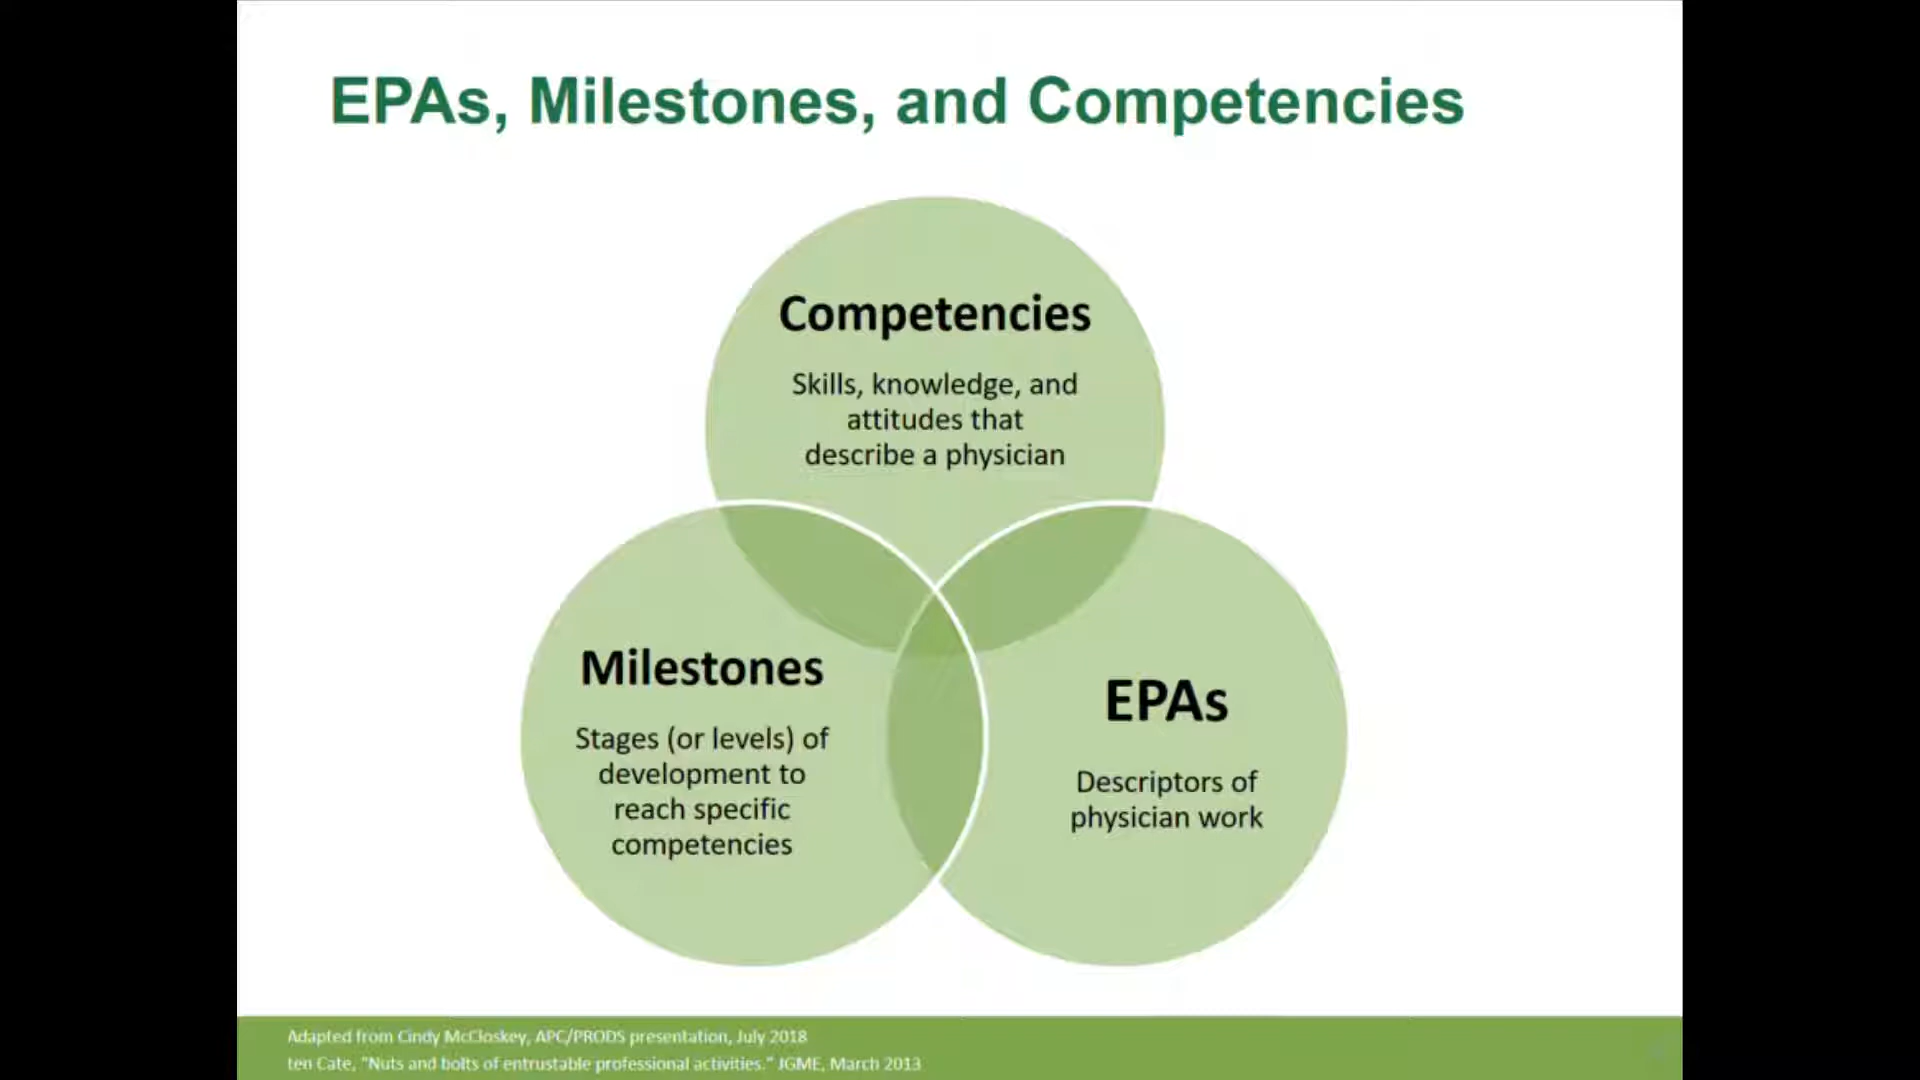 EPAs, Milestones, and Competencies
Competencies
Skills, knowledge, and
attitudes that
describe a physician
Milestones
Stages (or levels) of
development to
reach specific
competencies
EPAs
Descriptors of
physician work
Adapted from Cindy McCloskey, APC/PRODS presentation, July 2018
ten Cate, "Nuts and bolts of entrustable professional activities." JGME, March 2013